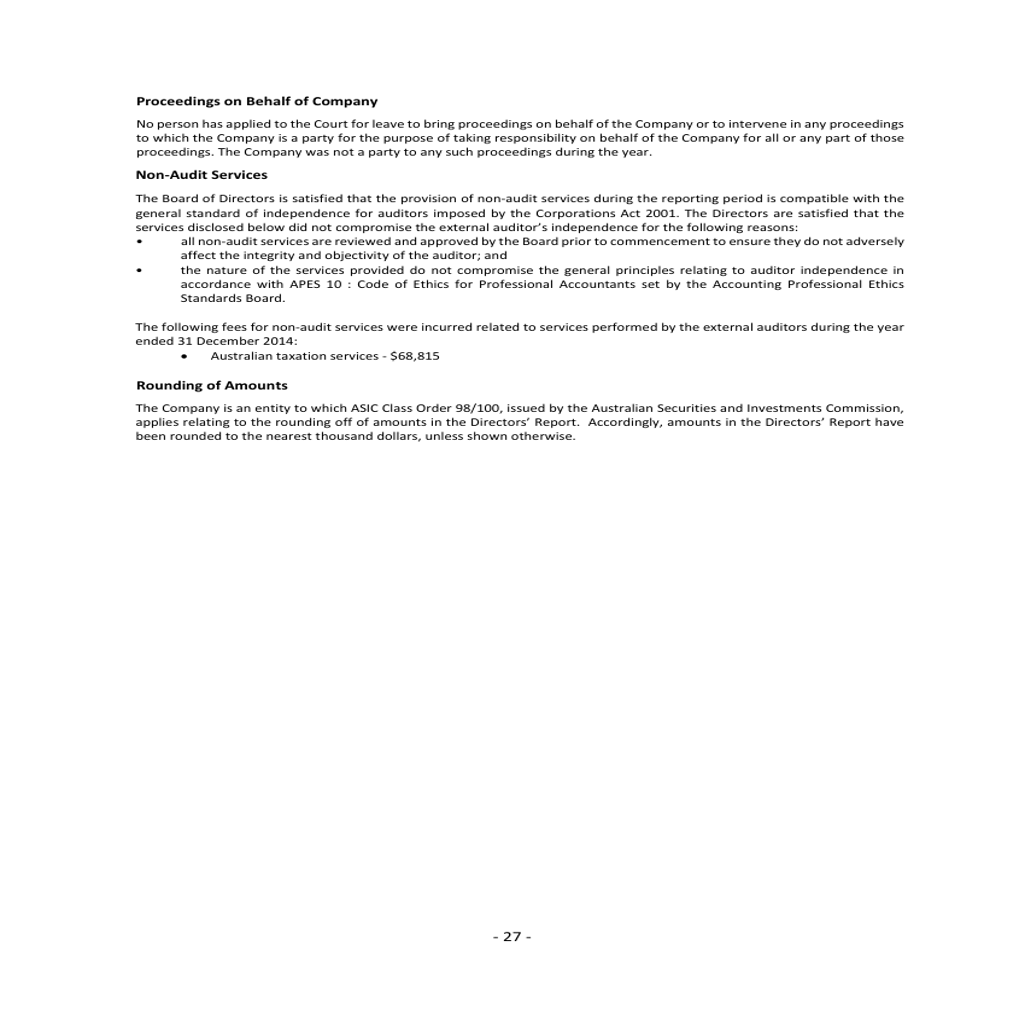 Proceedings on Behalf of Company
No person has applied to the Court for leave to bring proceedings on behalf of the Company or to intervene in any proceedings
to which the Company is a party for the purpose of taking responsibility on behalf of the Company for all or any part of those
proceedings. The Company was not a party to any such proceedings during the year.
Non-Audit Services
The Board of Directors is satisfied that the provision of non-audit services during the reporting period is compatible with the
general standard of independence for auditors imposed by the Corporations Act 2001. The Directors are satisfied that the
services disclosed below did not compromise the external auditor’s independence for the following reasons:
• all non-audit services are reviewed and approved by the Board prior to commencement to ensure they do not adversely
affect the integrity and objectivity of the auditor; and
• the nature of the services provided do not compromise the general principles relating to auditor independence in
accordance with APES 10 : Code of Ethics for Professional Accountants set by the Accounting Professional Ethics
Standards Board.
The following fees for non-audit services were incurred related to services performed by the external auditors during the year
ended 31 December 2014:
• Australian taxation services - $68,815
Rounding of Amounts
The Company is an entity to which ASIC Class Order 98/100, issued by the Australian Securities and Investments Commission,
applies relating to the rounding off of amounts in the Directors’ Report.  Accordingly, amounts in the Directors’ Report have
been rounded to the nearest thousand dollars, unless shown otherwise.
- 27 -